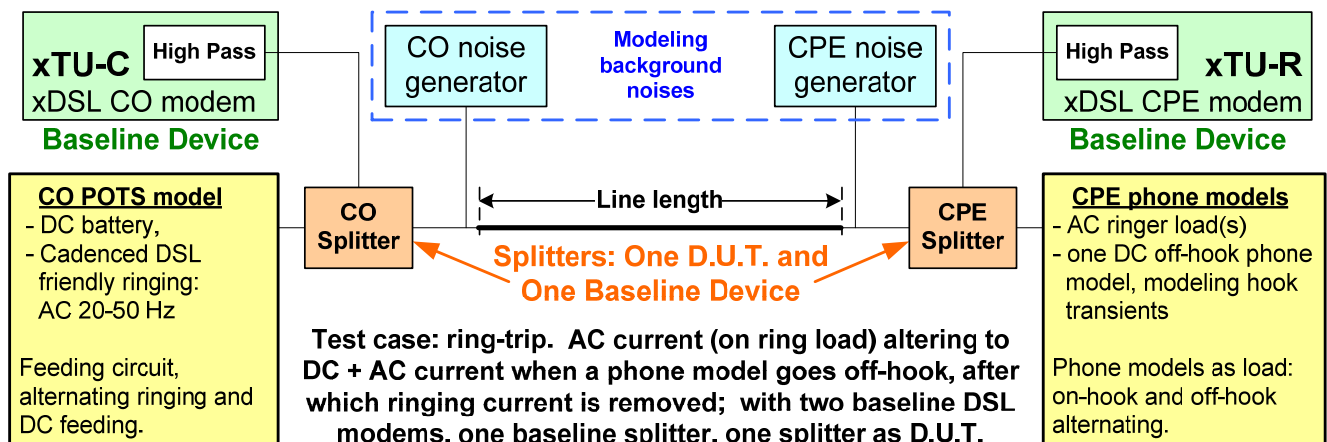 xTU-C
High Pass
xDSL CO modem
Baseline Device
CO noise
generator
Modeling
background
noises
CPE noise
generator
High Pass
xTU-R
xDSL CPE modem
Baseline Device
CO POTS model
- DC battery,
- Cadenced DSL
friendly ringing:
AC 20-50 Hz
Feeding circuit,
alternating ringing and
DC feeding.
CO
Splitter
Line length
CPE
Splitter
Splitters: One D.U.T. and
One Baseline Device
CPE phone models
- AC ringer load(s)
- one DC off-hook phone
model, modeling hook
transients
Phone models as load:
on-hook and off-hook
alternating.
Test case: ring-trip.  AC current (on ring load) altering to
DC + AC current when a phone model goes off-hook, after
which ringing current is removed;  with two baseline DSL
modems, one baseline splitter, one splitter as D.U.T.